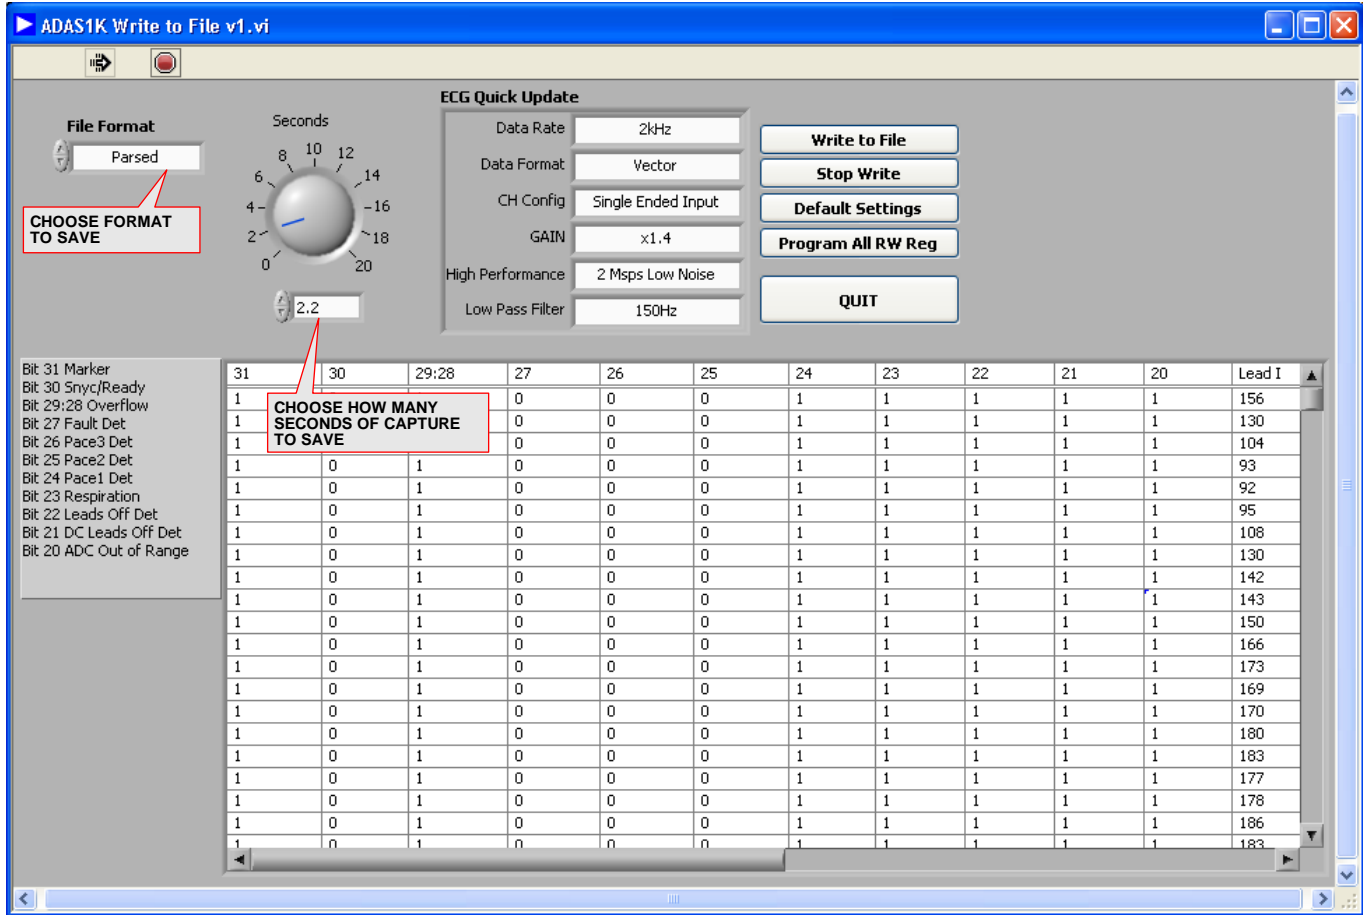 ADAS1K Write to File v1.vi
File Format
Parsed
CHOOSE FORMAT
TO SAVE
Seconds
0
2
4
6
8
10
12
14
16
18
20
2.2
CHOOSE HOW MANY
SECONDS OF CAPTURE
TO SAVE
ECG Quick Update
Data Rate 2kHz
Data Format Vector
CH Config Single Ended Input
GAIN x1.4
High Performance 2 Msps Low Noise
Low Pass Filter 150Hz
Write to File
Stop Write
Default Settings
Program All RW Reg
QUIT
Bit 31 Marker
Bit 30 Snyc/Ready
Bit 29:28 Overflow
Bit 27 Fault Det
Bit 26 Pace3 Det
Bit 25 Pace2 Det
Bit 24 Pace1 Det
Bit 23 Respiration
Bit 22 Leads Off Det
Bit 21 DC Leads Off Det
Bit 20 ADC Out of Range
31 30 29:28 27 26 25 24 23 22 21 20 Lead I
1 0 0 0 1 1 1 1 1 156
1 0 0 0 1 1 1 1 1 130
1 0 0 0 1 1 1 1 1 104
1 0 1 0 0 0 1 1 1 1 1 93
1 0 1 0 0 0 1 1 1 1 1 92
1 0 1 0 0 0 1 1 1 1 1 95
1 0 1 0 0 0 1 1 1 1 1 108
1 0 1 0 0 0 1 1 1 1 1 130
1 0 1 0 0 0 1 1 1 1 1 142
1 0 1 0 0 0 1 1 1 1 1 143
1 0 1 0 0 0 1 1 1 1 1 150
1 0 1 0 0 0 1 1 1 1 1 166
1 0 1 0 0 0 1 1 1 1 1 173
1 0 1 0 0 0 1 1 1 1 1 169
1 0 1 0 0 0 1 1 1 1 1 170
1 0 1 0 0 0 1 1 1 1 1 180
1 0 1 0 0 0 1 1 1 1 1 183
1 0 1 0 0 0 1 1 1 1 1 177
1 0 1 0 0 0 1 1 1 1 1 178
1 0 1 0 0 0 1 1 1 1 1 186
1 0 1 0 0 0 1 1 1 1 1 183